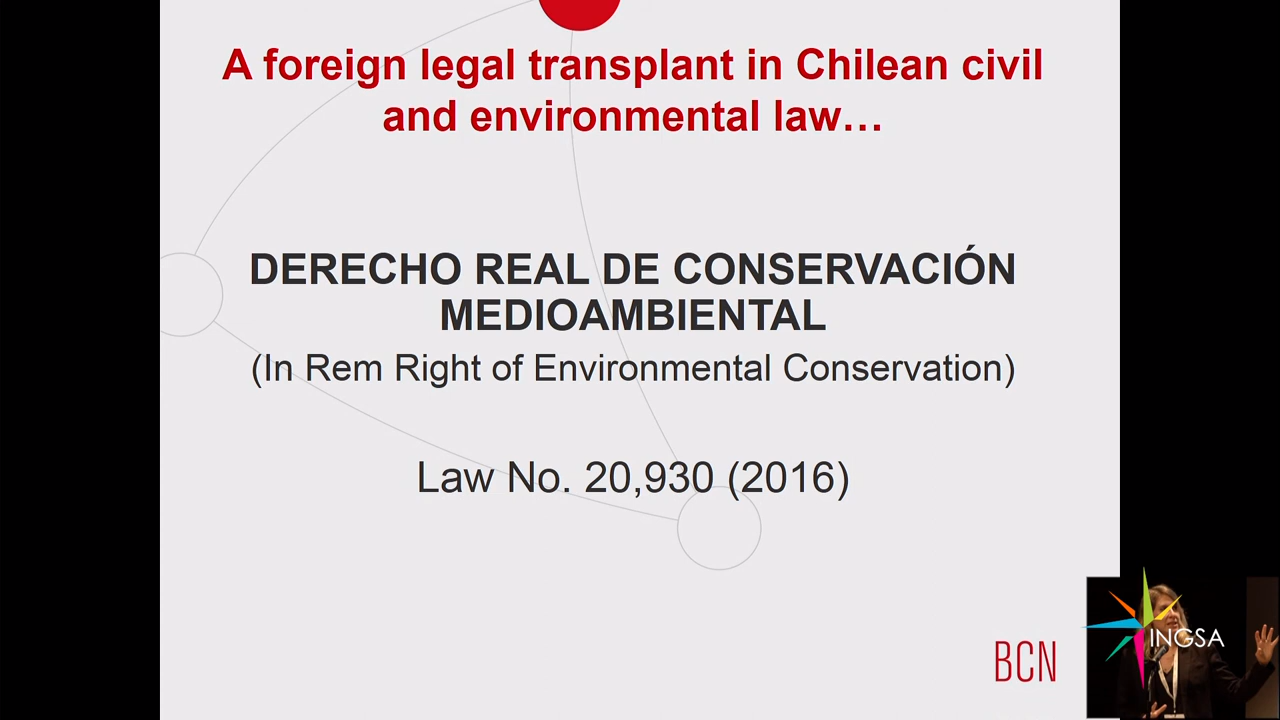 A foreign legal transplant in Chilean civil
and environmental law…
DERECHO REAL DE CONSERVACIÓN
MEDIOAMBIENTAL
(In Rem Right of Environmental Conservation)
Law No. 20,930 (2016)
BCN
INGSA